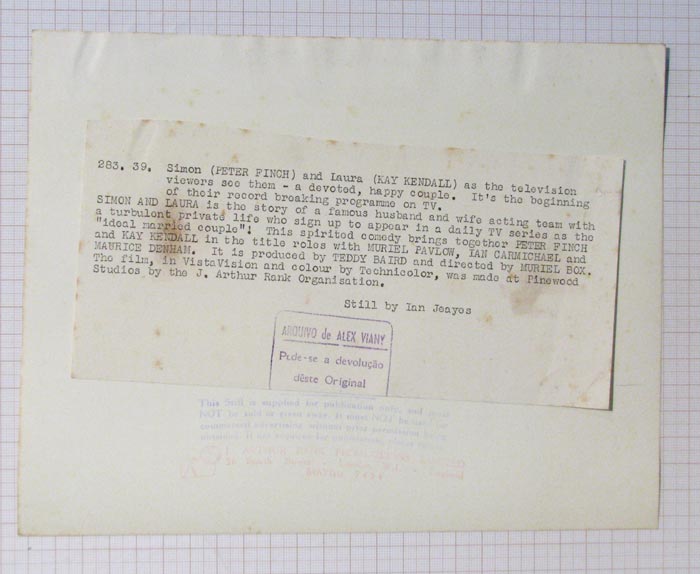 283. 39. Simon (PETER FINCH) and Laura (KAY KENDALL) as the television
viewers see them - a devoted, happy couple. It's the beginning
of their record breaking programme on TV.
SIMON AND LAURA is the story of a famous husband and wife acting team with
a turbulent private life who sign up to appear in a daily TV series as the
"ideal married couple"! This spirited comedy brings together PETER FINCH
and KAY KENDALL in the title roles with MURIEL PAVLOW, IAN CARMICHAEL and
MAURICE DENHAM. It is produced by TEDDY BAIRD and directed by MURIEL BOX.
The film, in VistaVision and colour by Technicolor, was made at Pinewood
Studios by the J. Arthur Rank Organisation.
Still by Ian Jeayes
ARQUIVO de ALEX VIANY
Pede-se a devolução
dêste Original
This Still is supplied for publication only, and must
NOT be sold or given away. It must NOT be used for
commercial advertising without prior permission being
obtained.
J. ARTHUR RANK